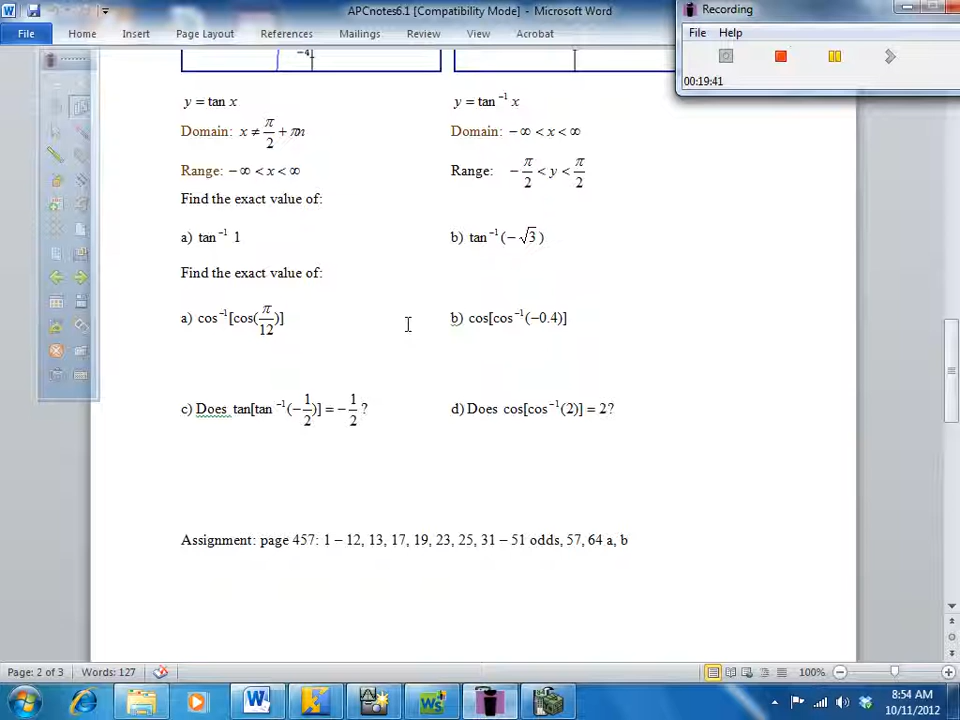 APCnotes6.1 [Compatibility Mode] - Microsoft Word
Recording
File Home Insert Page Layout References Mailings Review View Acrobat
File Help
00:19:41
−4
y = tan x
y = tan⁻¹ x
Domain: x ≠ π/2 + πn
Domain: −∞ < x < ∞
Range: −∞ < x < ∞
Range: −π/2 < y < π/2
Find the exact value of:
a) tan⁻¹ 1
b) tan⁻¹(−√3)
Find the exact value of:
a) cos⁻¹[cos(π/12)]
b) cos[cos⁻¹(−0.4)]
c) Does tan[tan⁻¹(−1/2)] = −1/2?
d) Does cos[cos⁻¹(2)] = 2?
Assignment: page 457: 1 – 12, 13, 17, 19, 23, 25, 31 – 51 odds, 57, 64 a, b
Page: 2 of 3 Words: 127
100%
8:54 AM
10/11/2012